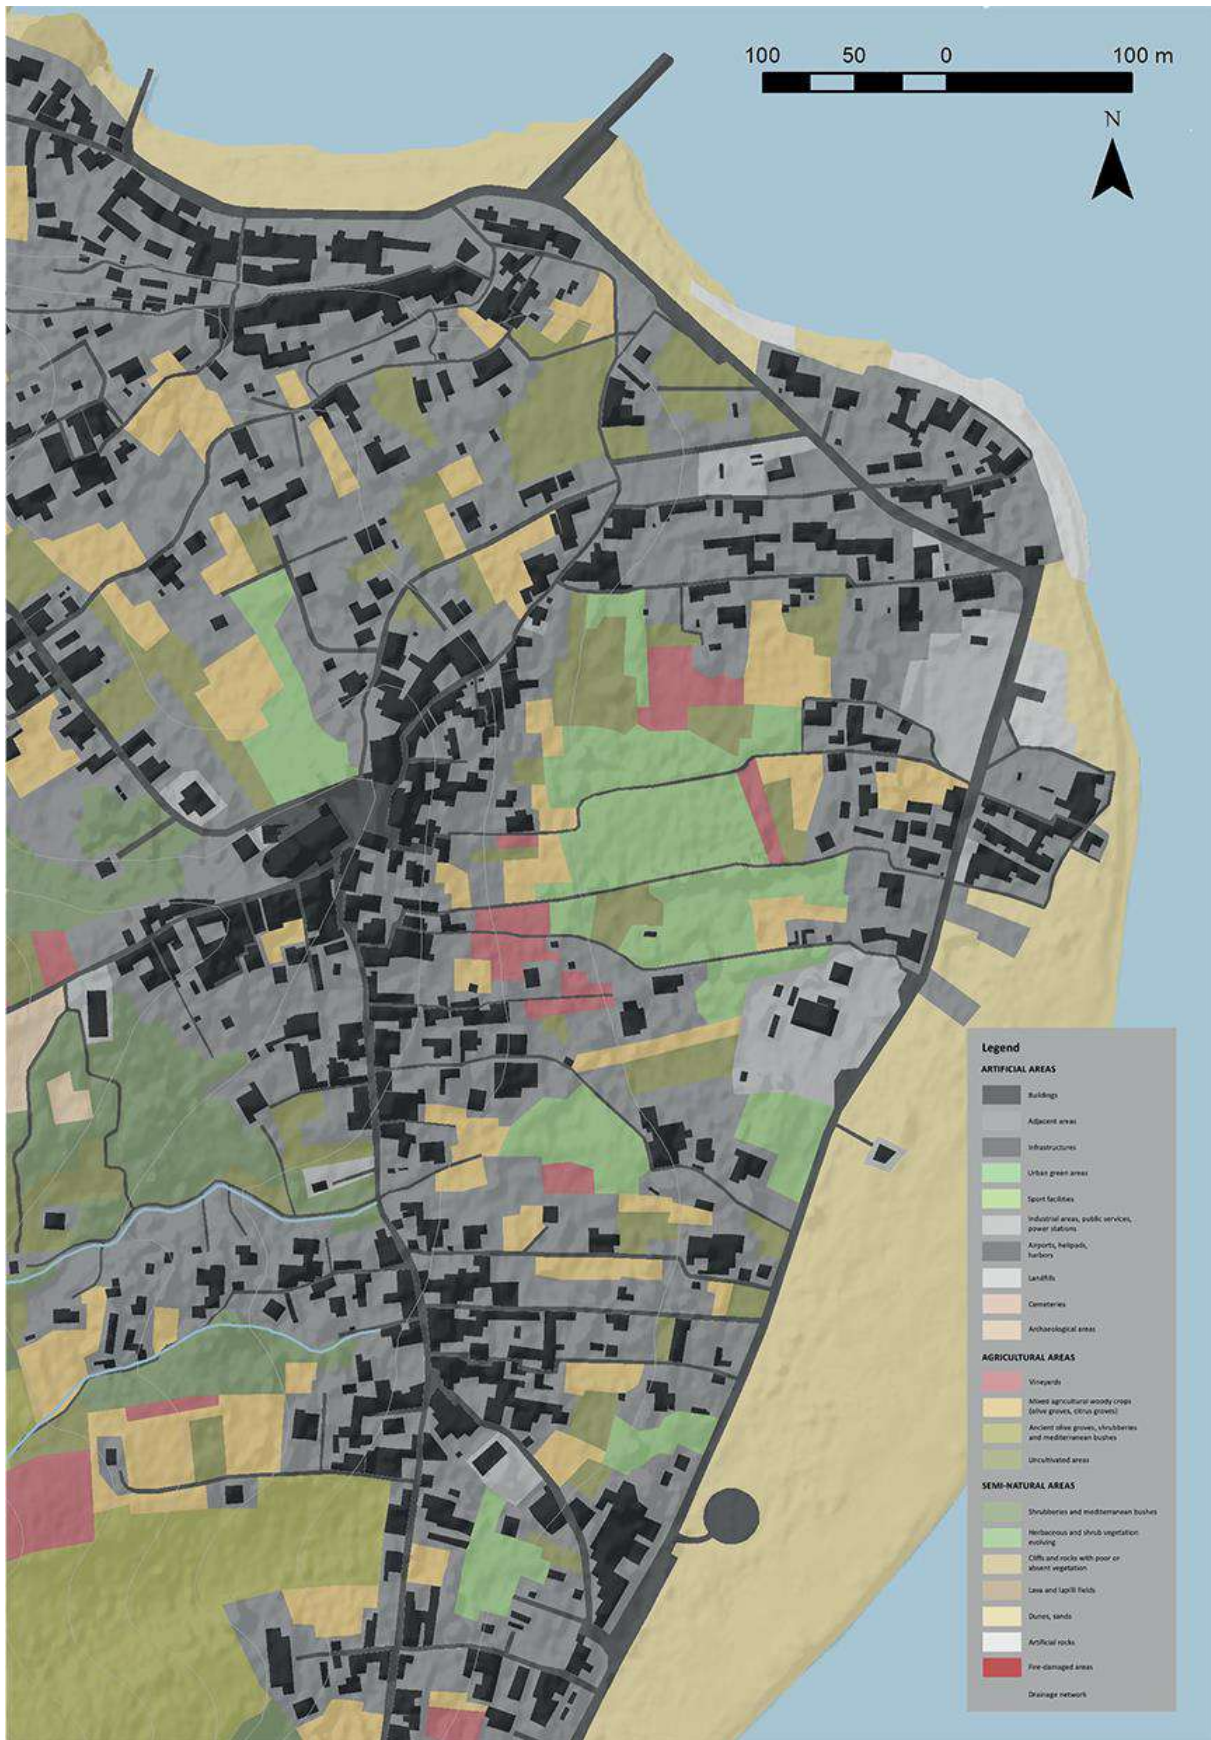 100 50 0 100 m
N
Legend
ARTIFICIAL AREAS
Buildings
Adjacent areas
Infrastructures
Urban green areas
Sport facilities
Industrial areas, public services,
power stations
Airports, helipads,
harbors
Landfills
Cemeteries
Archaeological areas
AGRICULTURAL AREAS
Vineyards
Mixed agricultural woody crops
(olive groves, citrus groves)
Ancient olive groves, shrubberies
and mediterranean bushes
Uncultivated areas
SEMI-NATURAL AREAS
Shrubberies and mediterranean bushes
Herbaceous and shrub vegetation
evolving
Cliffs and rocks with poor or
absent vegetation
Lava and lapilli fields
Dunes, sands
Artificial rocks
Fire-damaged areas
Drainage network